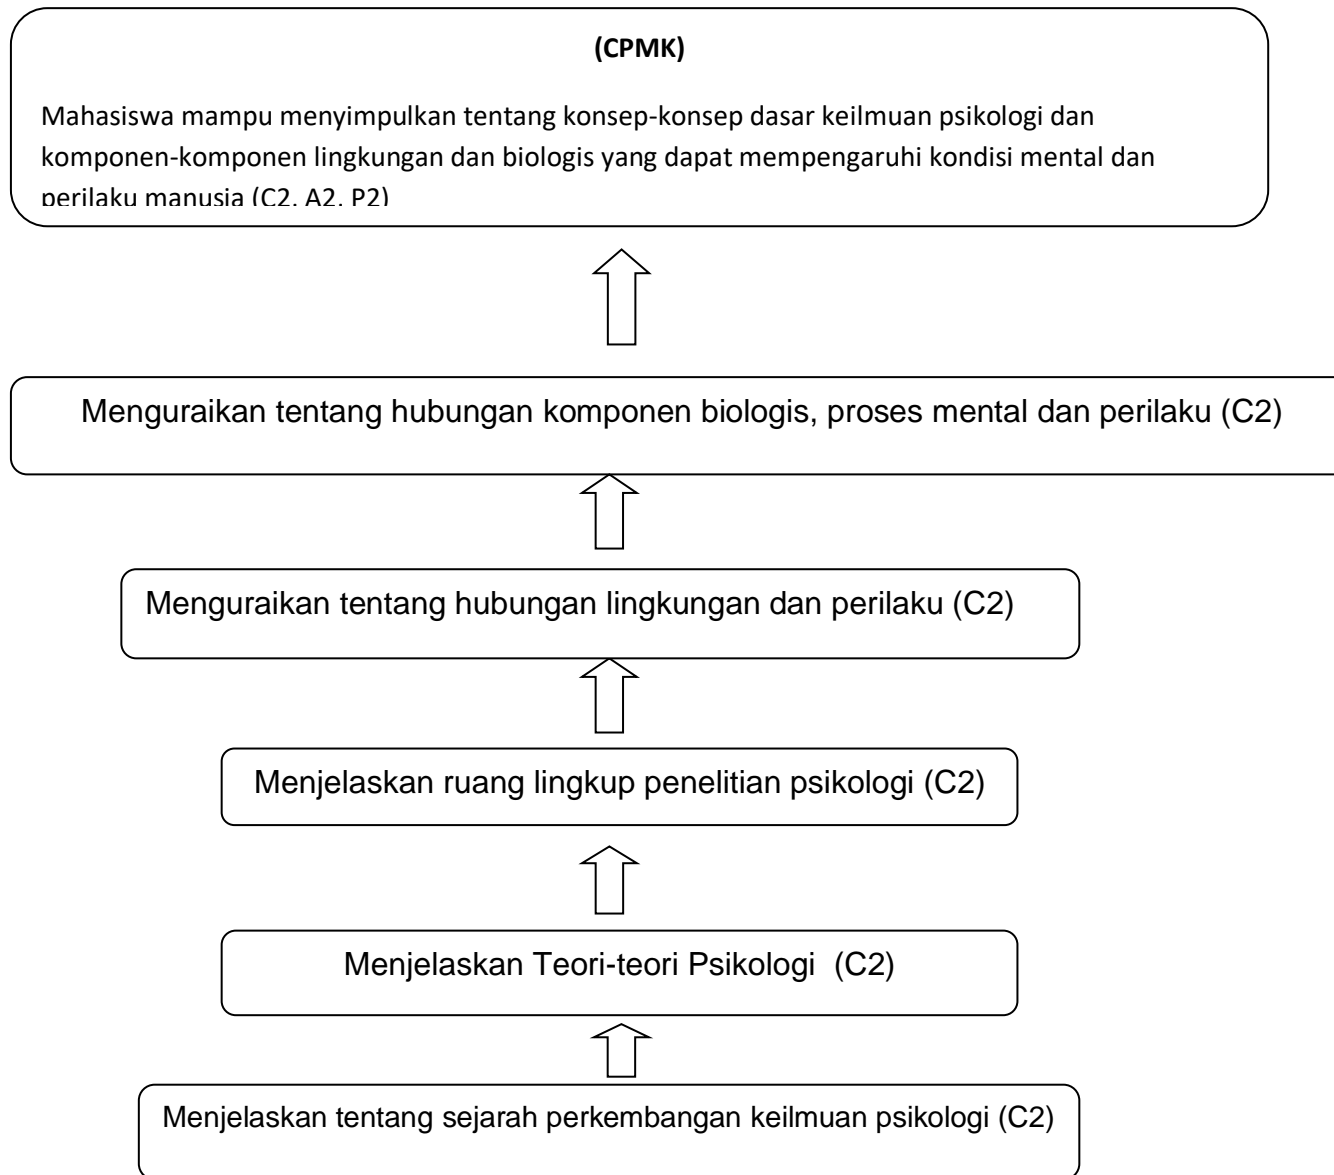 (CPMK)
Mahasiswa mampu menyimpulkan tentang konsep-konsep dasar keilmuan psikologi dan
komponen-komponen lingkungan dan biologis yang dapat mempengaruhi kondisi mental dan
perilaku manusia (C2, A2, P2)
Menguraikan tentang hubungan komponen biologis, proses mental dan perilaku (C2)
Menguraikan tentang hubungan lingkungan dan perilaku (C2)
Menjelaskan ruang lingkup penelitian psikologi (C2)
Menjelaskan Teori-teori Psikologi (C2)
Menjelaskan tentang sejarah perkembangan keilmuan psikologi (C2)